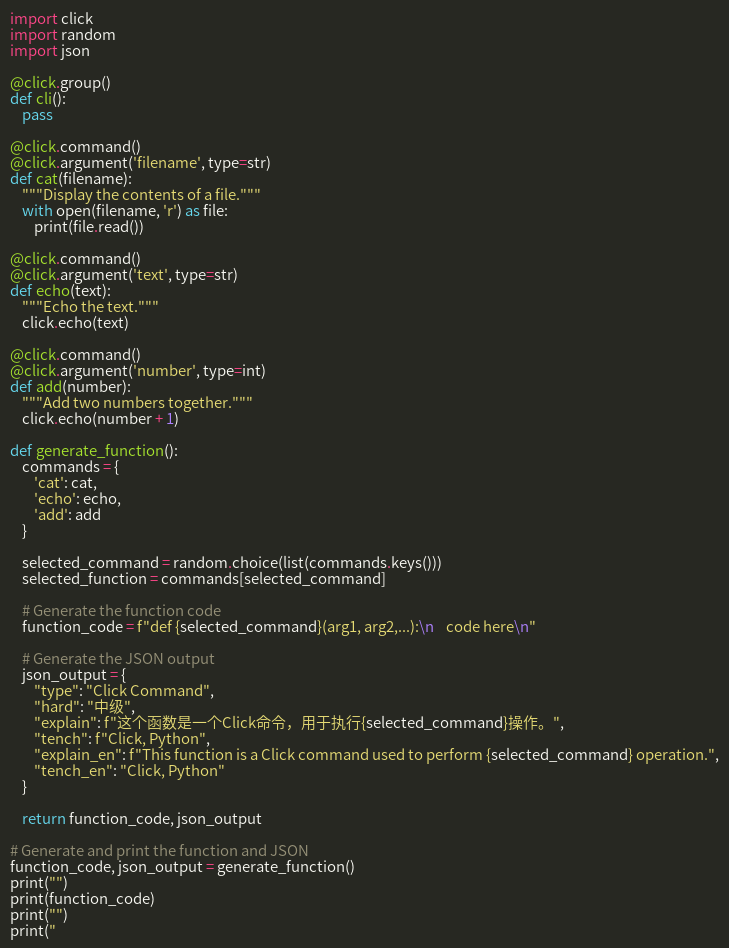 import click
import random
import json
@click.group()
def cli():
    pass
@click.command()
@click.argument('filename', type=str)
def cat(filename):
    """Display the contents of a file."""
    with open(filename, 'r') as file:
        print(file.read())
@click.command()
@click.argument('text', type=str)
def echo(text):
    """Echo the text."""
    click.echo(text)
@click.command()
@click.argument('number', type=int)
def add(number):
    """Add two numbers together."""
    click.echo(number + 1)
def generate_function():
    commands = {
        'cat': cat,
        'echo': echo,
        'add': add
    }
    selected_command = random.choice(list(commands.keys()))
    selected_function = commands[selected_command]
    # Generate the function code
    function_code = f"def {selected_command}(arg1, arg2,...):\n    code here\n"
    # Generate the JSON output
    json_output = {
        "type": "Click Command",
        "hard": "中级",
        "explain": f"这个函数是一个Click命令，用于执行{selected_command}操作。",
        "tench": f"Click, Python",
        "explain_en": f"This function is a Click command used to perform {selected_command} operation.",
        "tench_en": "Click, Python"
    }
    return function_code, json_output
# Generate and print the function and JSON
function_code, json_output = generate_function()
print("")
print(function_code)
print("")
print("